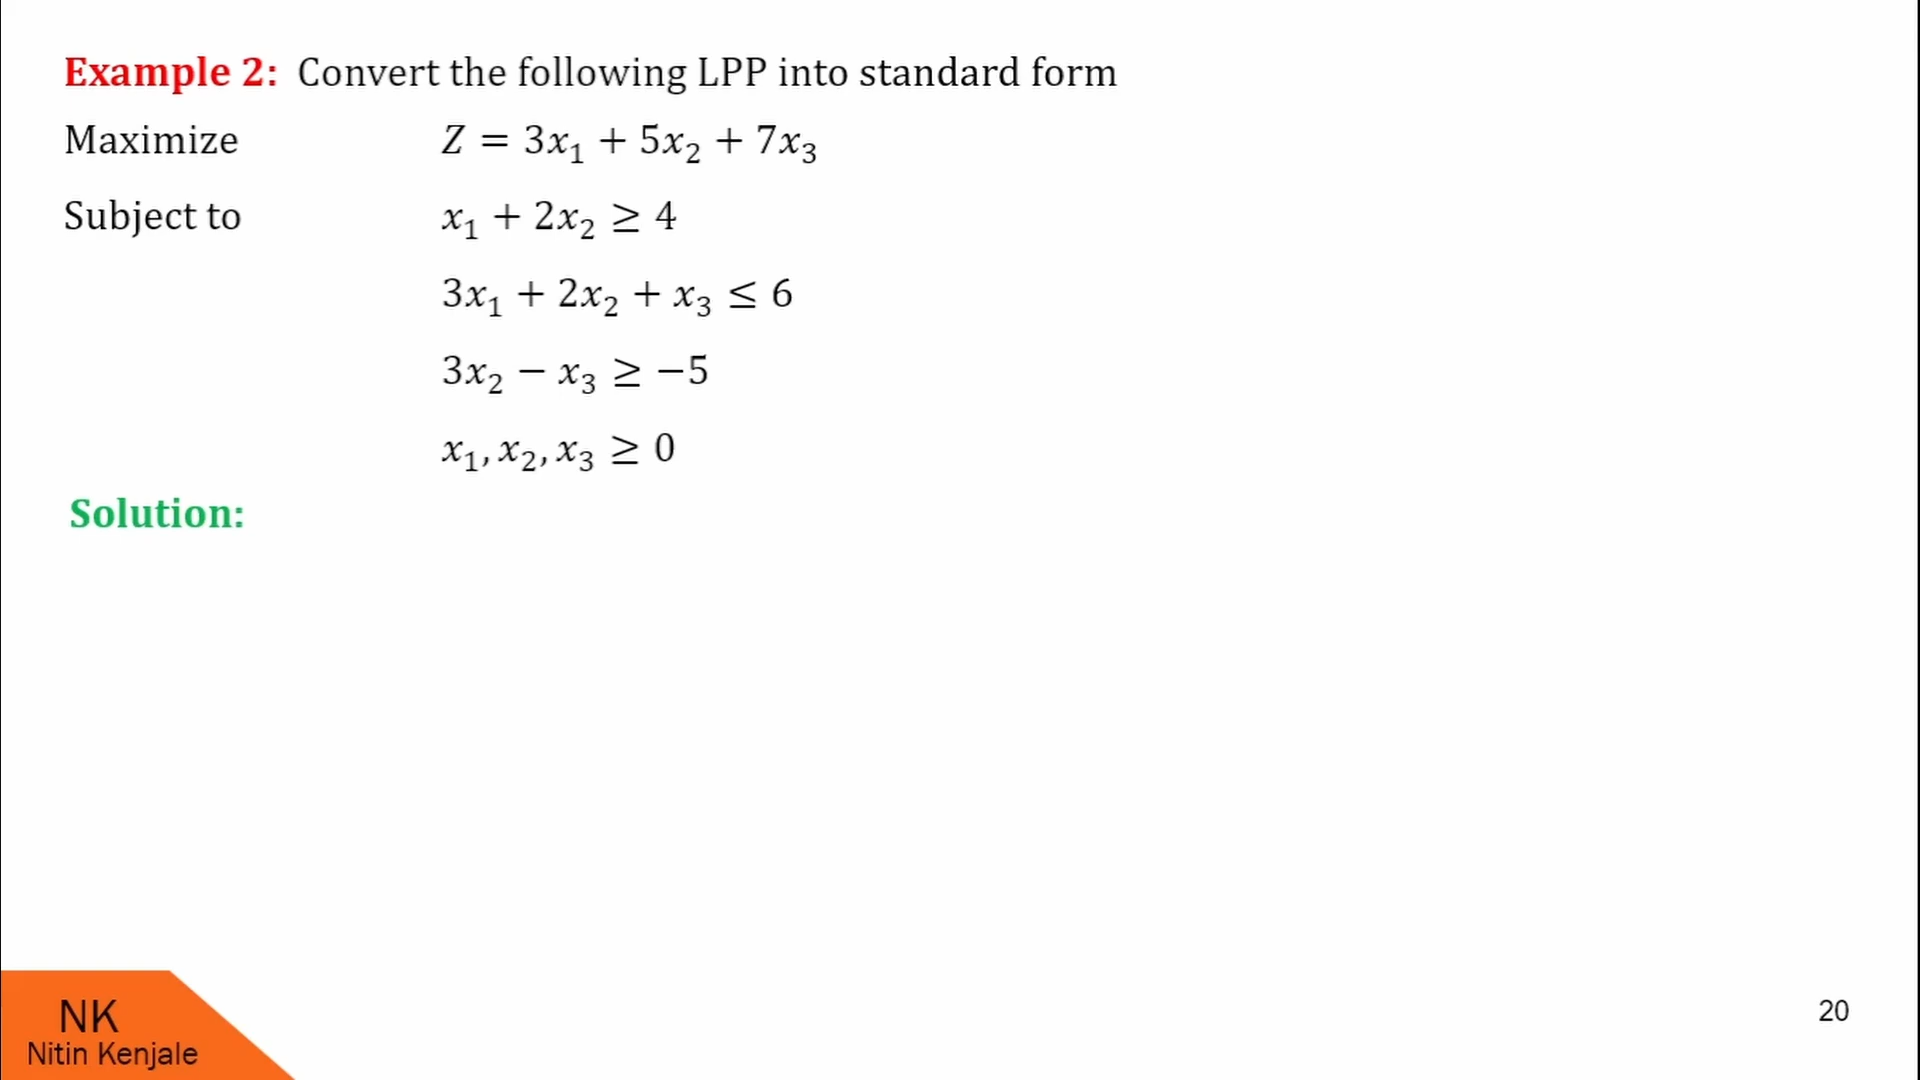 Example 2: Convert the following LPP into standard form
Maximize Z = 3x₁ + 5x₂ + 7x₃
Subject to x₁ + 2x₂ ≥ 4
3x₁ + 2x₂ + x₃ ≤ 6
3x₂ − x₃ ≥ −5
x₁, x₂, x₃ ≥ 0
Solution:
NK
Nitin Kenjale
20